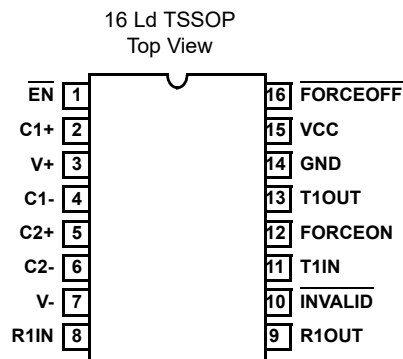 16 Ld TSSOP
Top View
EN 1 16 FORCEOFF
C1+ 2 15 VCC
V+ 3 14 GND
C1- 4 13 T1OUT
C2+ 5 12 FORCEON
C2- 6 11 T1IN
V- 7 10 INVALID
R1IN 8 9 R1OUT